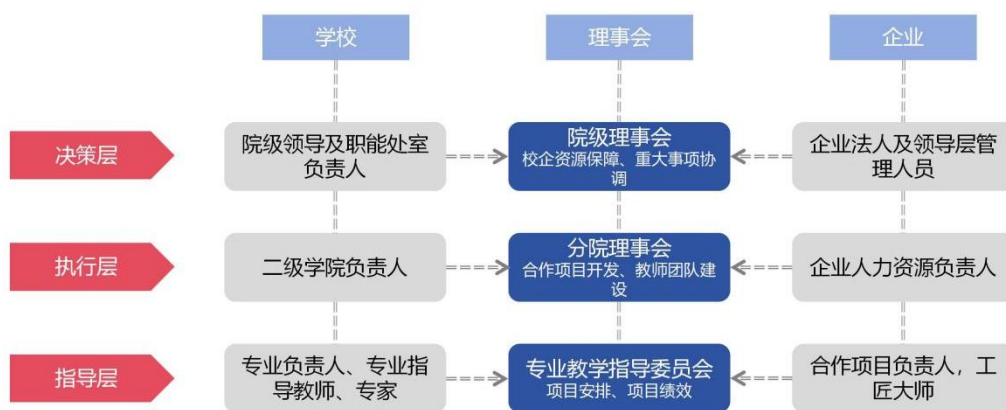 学校
理事会
企业
决策层
院级领导及职能处室
负责人
院级理事会
校企资源保障、重大事项协
调
企业法人及领导层管
理人员
执行层
二级学院负责人
分院理事会
合作项目开发、教师团队建
设
企业人力资源负责人
指导层
专业负责人、专业指
导教师、专家
专业教学指导委员会
项目安排、项目绩效
合作项目负责人，工
匠大师